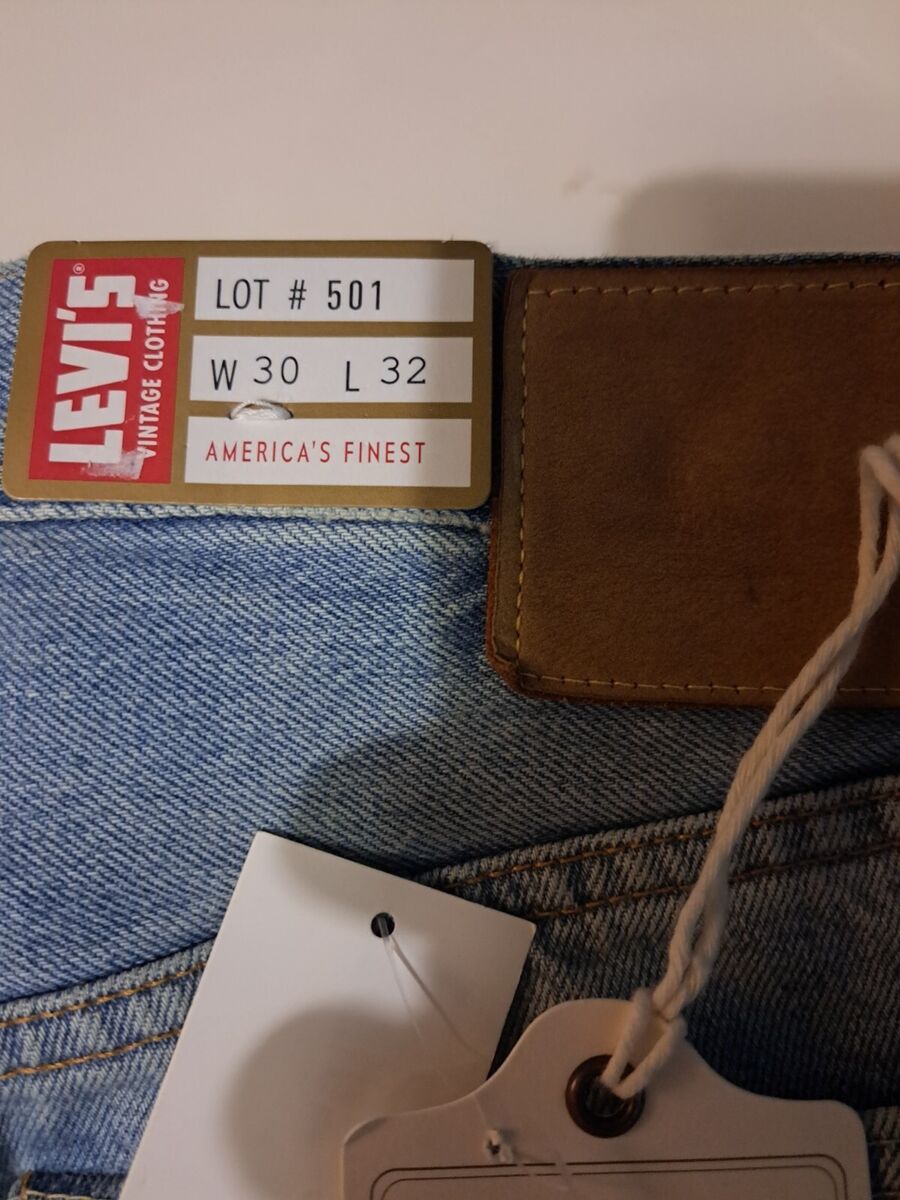 LEVI'S®
VINTAGE CLOTHING
LOT # 501
W 30 L 32
AMERICA'S FINEST